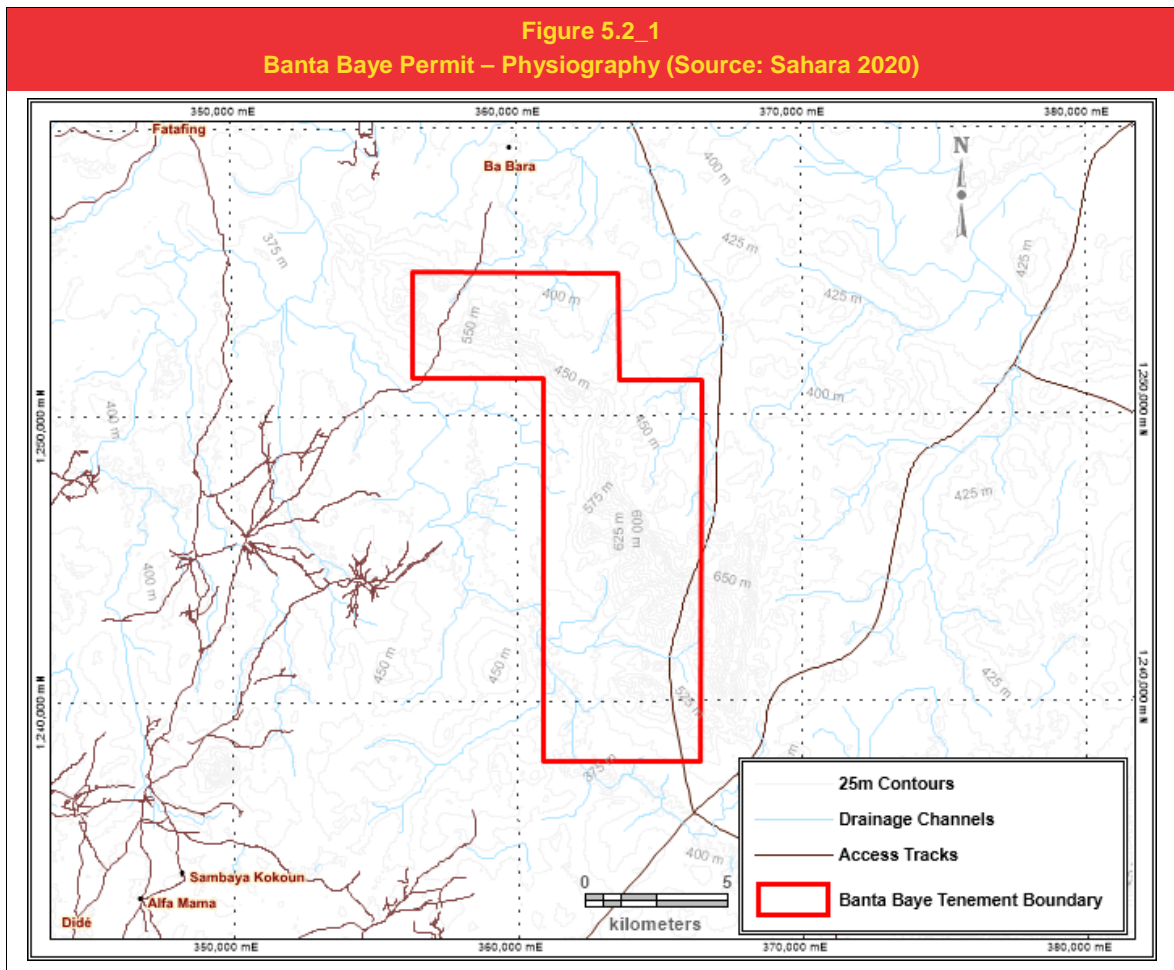 Figure 5.2_1
Banta Baye Permit – Physiography (Source: Sahara 2020)
350,000 mE
360,000 mE
370,000 mE
380,000 mE
Fatafing
Ba Bara
N
400 m
425 m
375 m
425 m
400 m
425 m
550 m
450 m
400 m
1,250,000 mN
1,250,000 mN
400 m
450 m
575 m
425 m
600 m
625 m
400 m
650 m
450 m
450 m
1,240,000 mN
425 m
525 m
1,240,000 mN
375 m
400 m
25m Contours
Drainage Channels
Access Tracks
Banta Baye Tenement Boundary
0
5
kilometers
Sambaya Kokoun
Alfa Mama
Didé
350,000 mE
360,000 mE
370,000 mE
380,000 mE